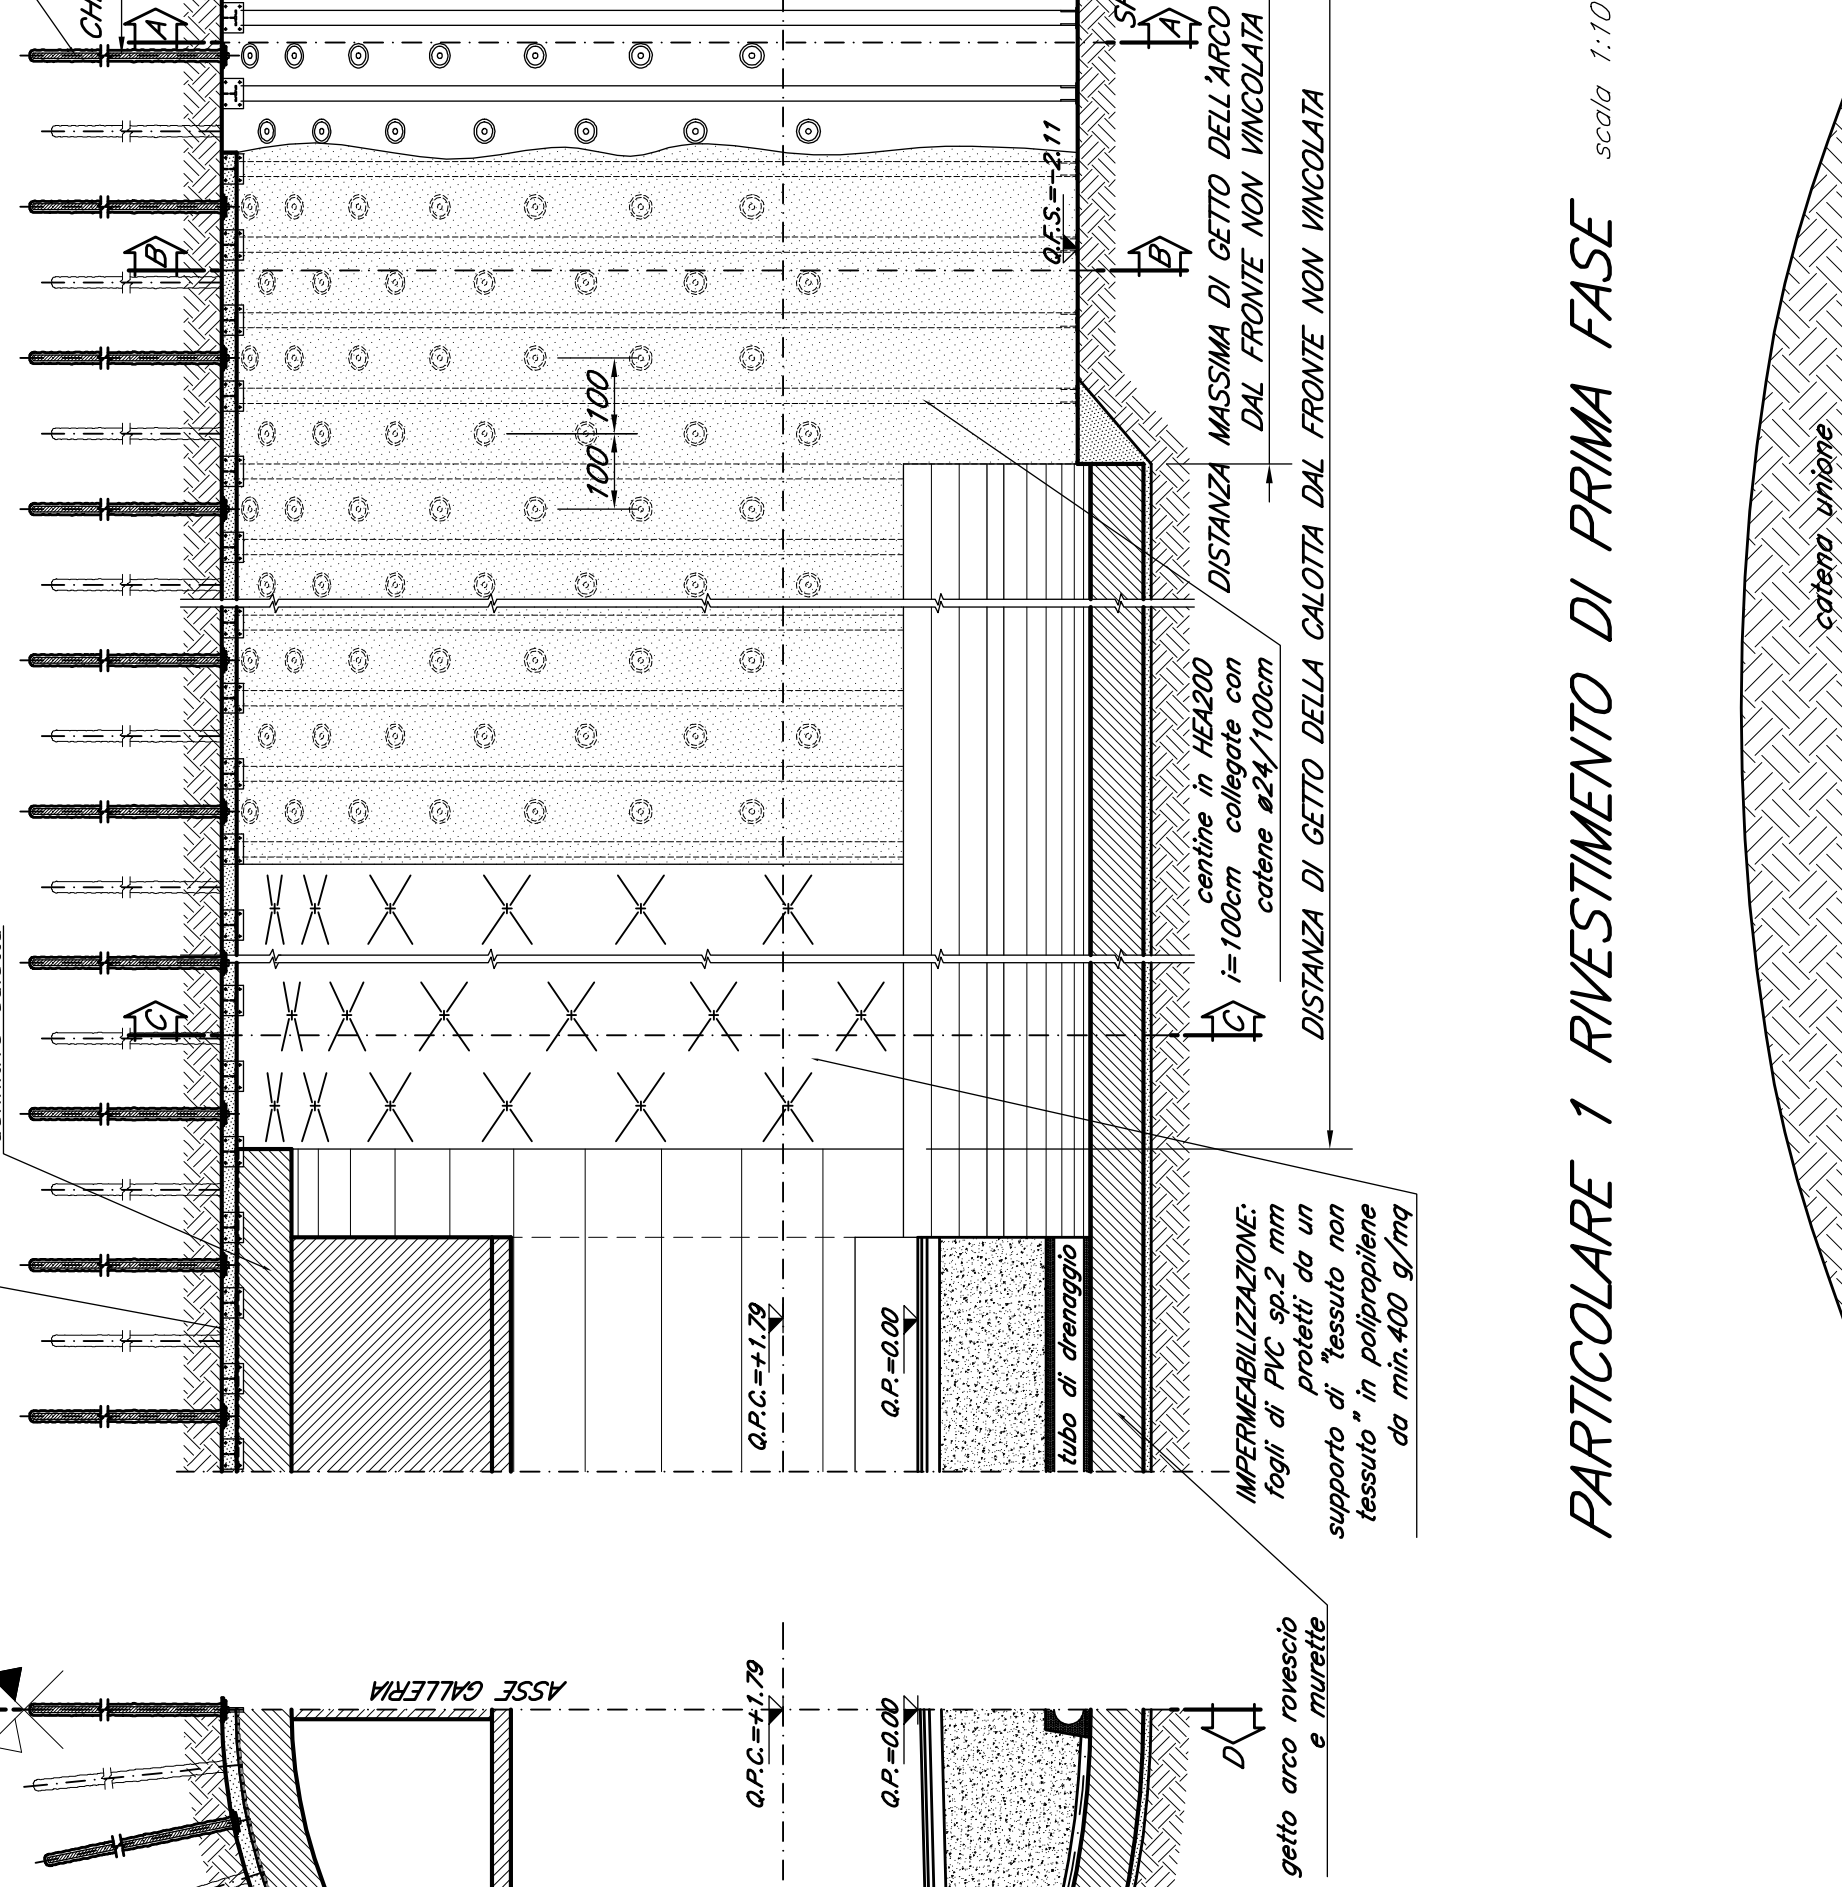 A
A
B
B
C
C
D
Q.F.S.=-2.11
100
100
DISTANZA MASSIMA DI GETTO DELL'ARCO
DAL FRONTE NON VINCOLATA
DISTANZA DI GETTO DELLA CALOTTA DAL FRONTE NON VINCOLATA
centine in HEA200
i=100cm collegate con
catene ø24/100cm
IMPERMEABILIZZAZIONE:
fogli di PVC sp.2 mm
protetti da un
supporto di "tessuto non
tessuto" in polipropilene
da min.400 g/mq
Q.P.C.=+1.79
Q.P.=0.00
tubo di drenaggio
ASSE GALLERIA
Q.P.C.=+1.79
Q.P.=0.00
getto arco rovescio
e murette
PARTICOLARE 1 RIVESTIMENTO DI PRIMA FASE
scala 1:10
catena unione